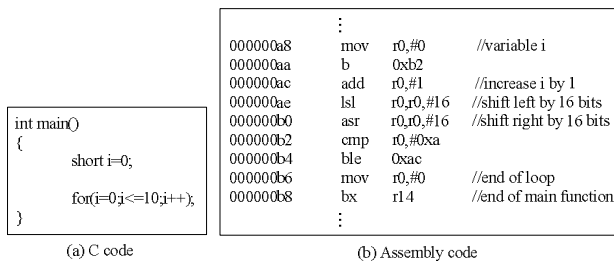 int main()
{
short i=0;
for(i=0;i<=10;i++);
}
(a) C code
⋮
000000a8 mov r0,#0 //variable i
000000aa b 0xb2
000000ac add r0,#1 //increase i by 1
000000ae lsl r0,r0,#16 //shift left by 16 bits
000000b0 asr r0,r0,#16 //shift right by 16 bits
000000b2 cmp r0,#0xa
000000b4 ble 0xac
000000b6 mov r0,#0 //end of loop
000000b8 bx r14 //end of main function
⋮
(b) Assembly code